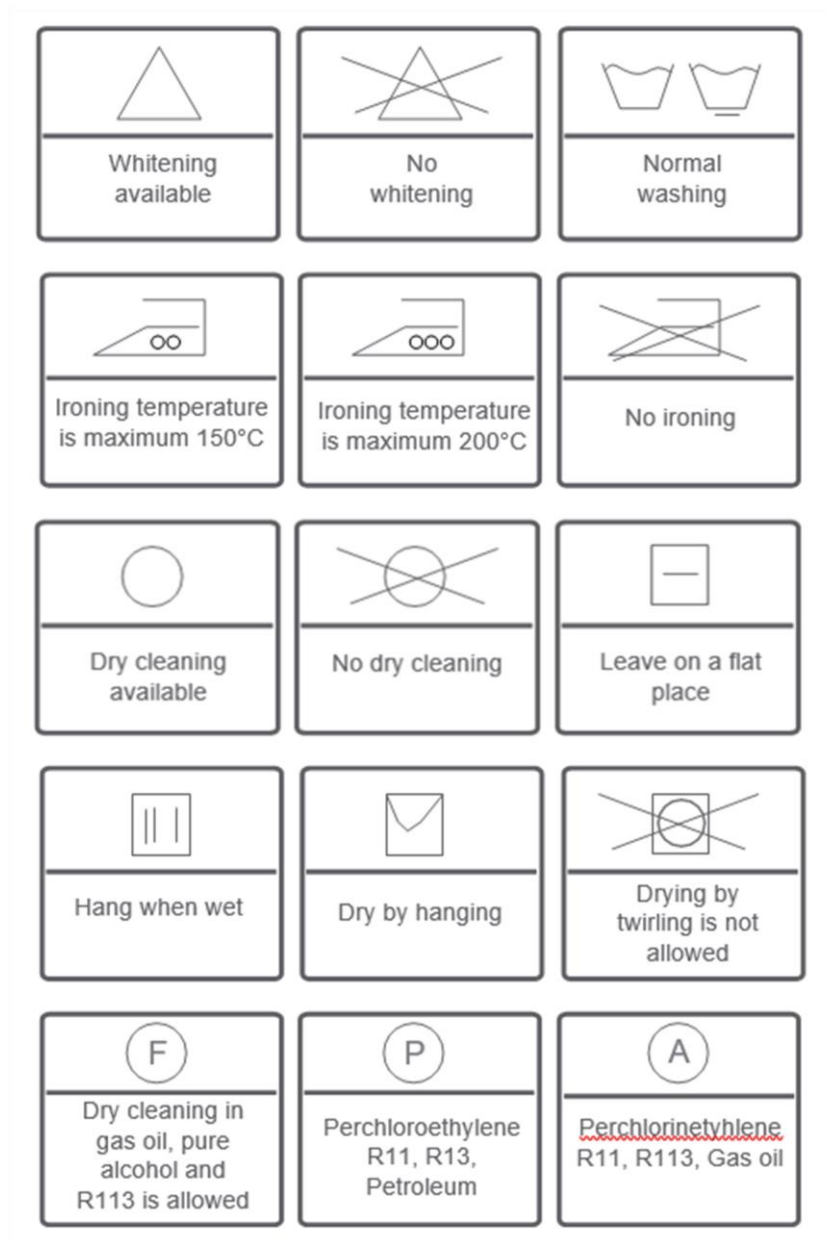 Whitening
available
No
whitening
Normal
washing
Ironing temperature
is maximum 150°C
Ironing temperature
is maximum 200°C
No ironing
Dry cleaning
available
No dry cleaning
Leave on a flat
place
Hang when wet
Dry by hanging
Drying by
twirling is not
allowed
F
Dry cleaning in
gas oil, pure
alcohol and
R113 is allowed
P
Perchloroethylene
R11, R13,
Petroleum
A
Perchlorinetyhlene
R11, R113, Gas oil